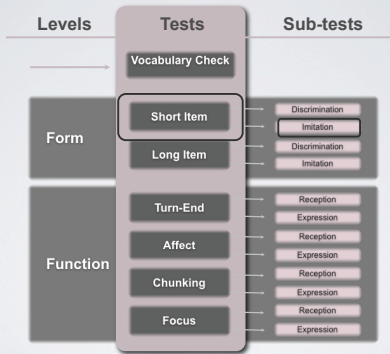 Levels Tests Sub-tests
Vocabulary Check
Form
Short Item
Discrimination
Imitation
Long Item
Discrimination
Imitation
Function
Turn-End
Reception
Expression
Affect
Reception
Expression
Chunking
Reception
Expression
Focus
Reception
Expression